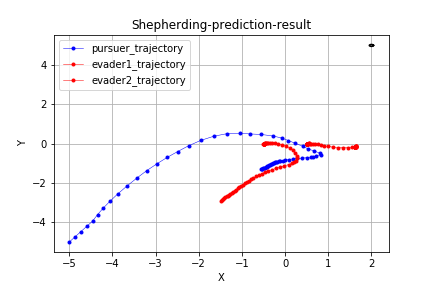 Shepherding-prediction-result
pursuer_trajectory
evader1_trajectory
evader2_trajectory
4
2
0
−2
−4
Y
−5
−4
−3
−2
−1
0
1
2
X